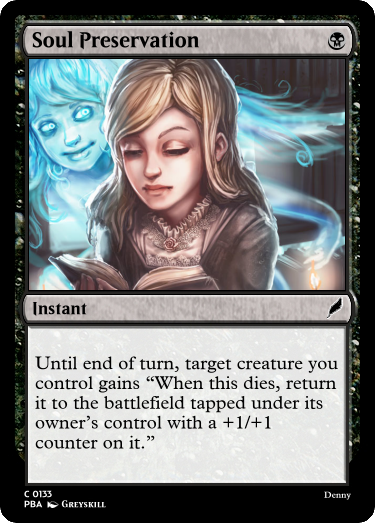 Soul Preservation
Instant
Until end of turn, target creature you
control gains “When this dies, return
it to the battlefield tapped under its
owner’s control with a +1/+1
counter on it.”
C 0133
PBA GREYSKILL
Denny